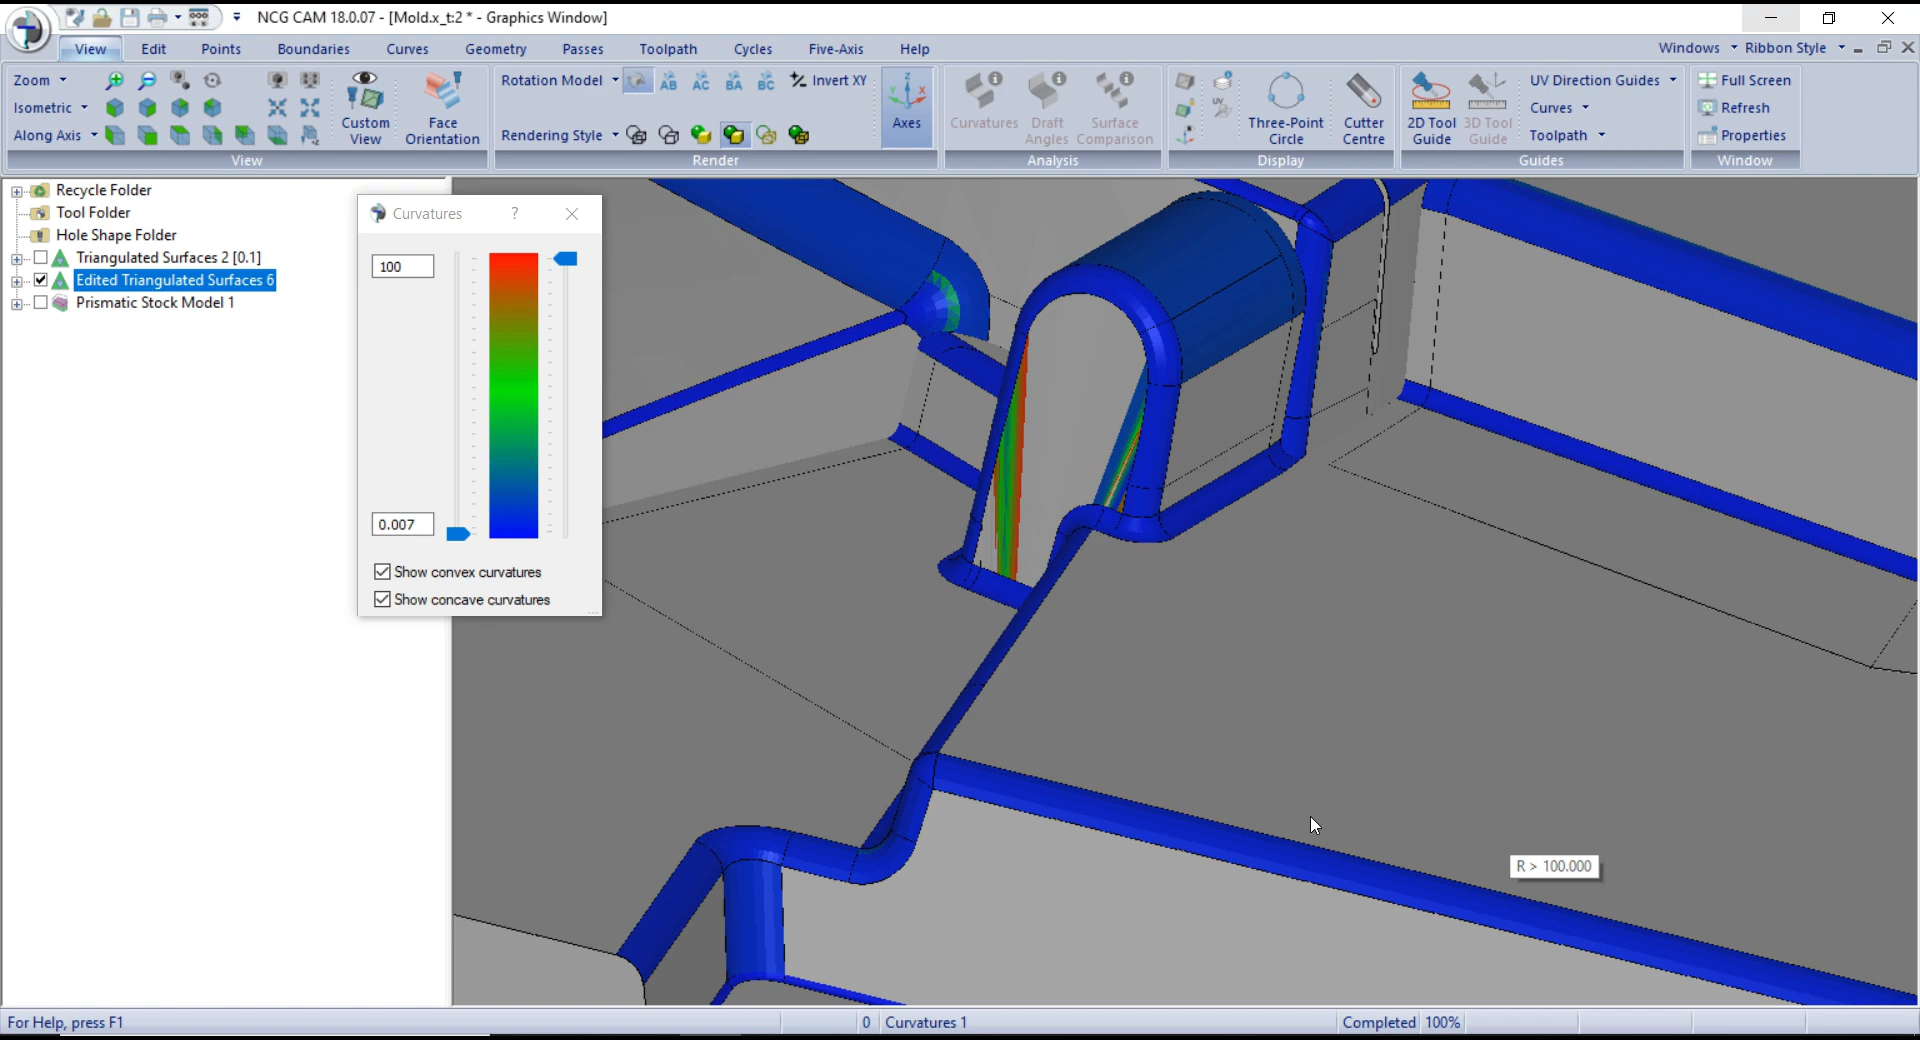 NCG CAM 18.0.07 - [Mold.x_t:2 * - Graphics Window]
View Edit Points Boundaries Curves Geometry Passes Toolpath Cycles Five-Axis Help Windows Ribbon Style
Zoom
Isometric
Along Axis
Custom View
Face Orientation
View
Rotation Model
AB AC BA BC
Invert XY
Rendering Style
Axes
Render
Curvatures
Draft Angles
Surface Comparison
Analysis
UV
Three-Point Circle
Cutter Centre
Display
2D Tool Guide
3D Tool Guide
UV Direction Guides
Curves
Toolpath
Guides
Full Screen
Refresh
Properties
Window
Recycle Folder
Tool Folder
Hole Shape Folder
Triangulated Surfaces 2 [0.1]
Edited Triangulated Surfaces 6
Prismatic Stock Model 1
Curvatures ?
100
0.007
Show convex curvatures
Show concave curvatures
R > 100.000
For Help, press F1
0 Curvatures 1
Completed 100%